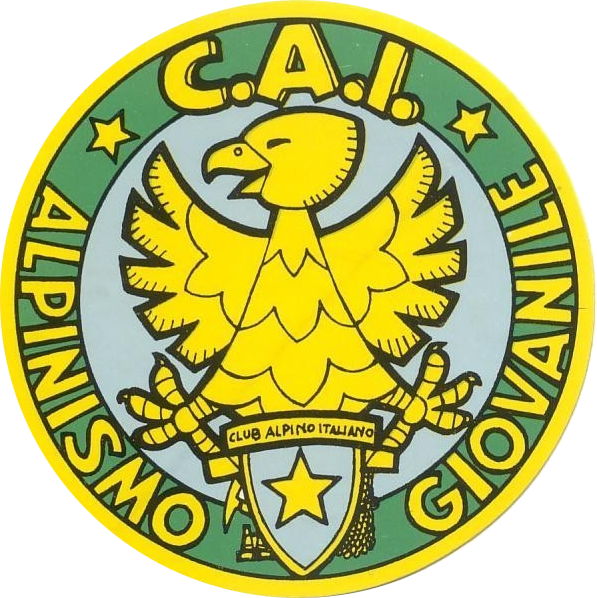 C.A.I.
ALPINISMO
GIOVANILE
CLUB ALPINO ITALIANO